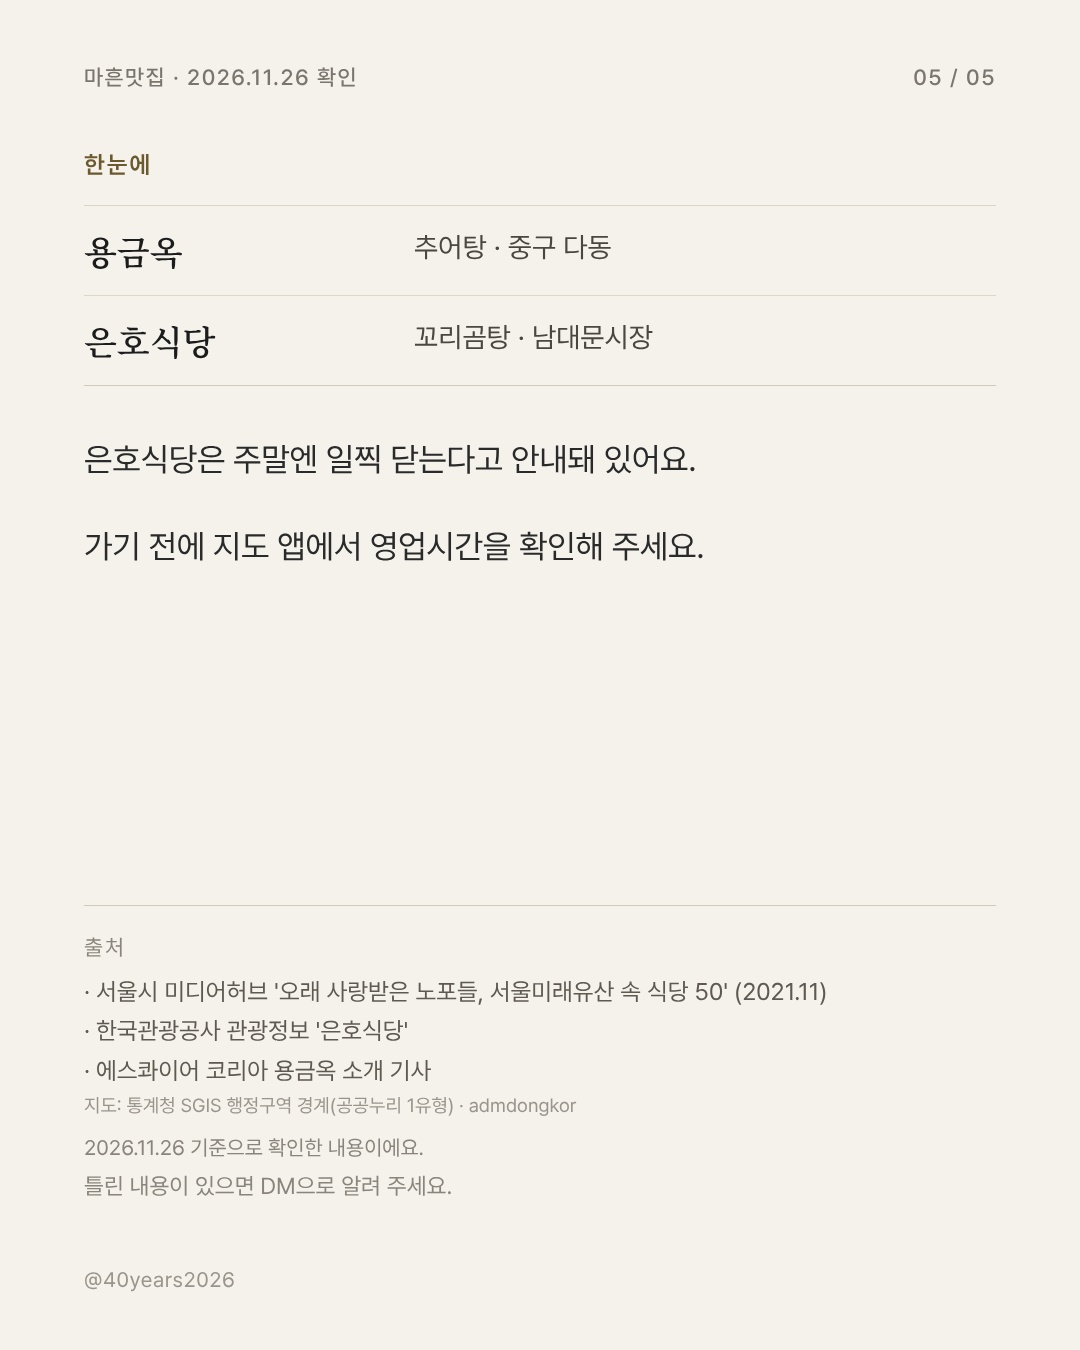 마흔맛집 · 2026.11.26 확인
05 / 05
한눈에
용금옥 추어탕 · 중구 다동
은호식당 꼬리곰탕 · 남대문시장
은호식당은 주말엔 일찍 닫는다고 안내돼 있어요.
가기 전에 지도 앱에서 영업시간을 확인해 주세요.
출처
· 서울시 미디어허브 '오래 사랑받은 노포들, 서울미래유산 속 식당 50' (2021.11)
· 한국관광공사 관광정보 '은호식당'
· 에스콰이어 코리아 용금옥 소개 기사
지도: 통계청 SGIS 행정구역 경계(공공누리 1유형) · admdongkor
2026.11.26 기준으로 확인한 내용이에요.
틀린 내용이 있으면 DM으로 알려 주세요.
@40years2026